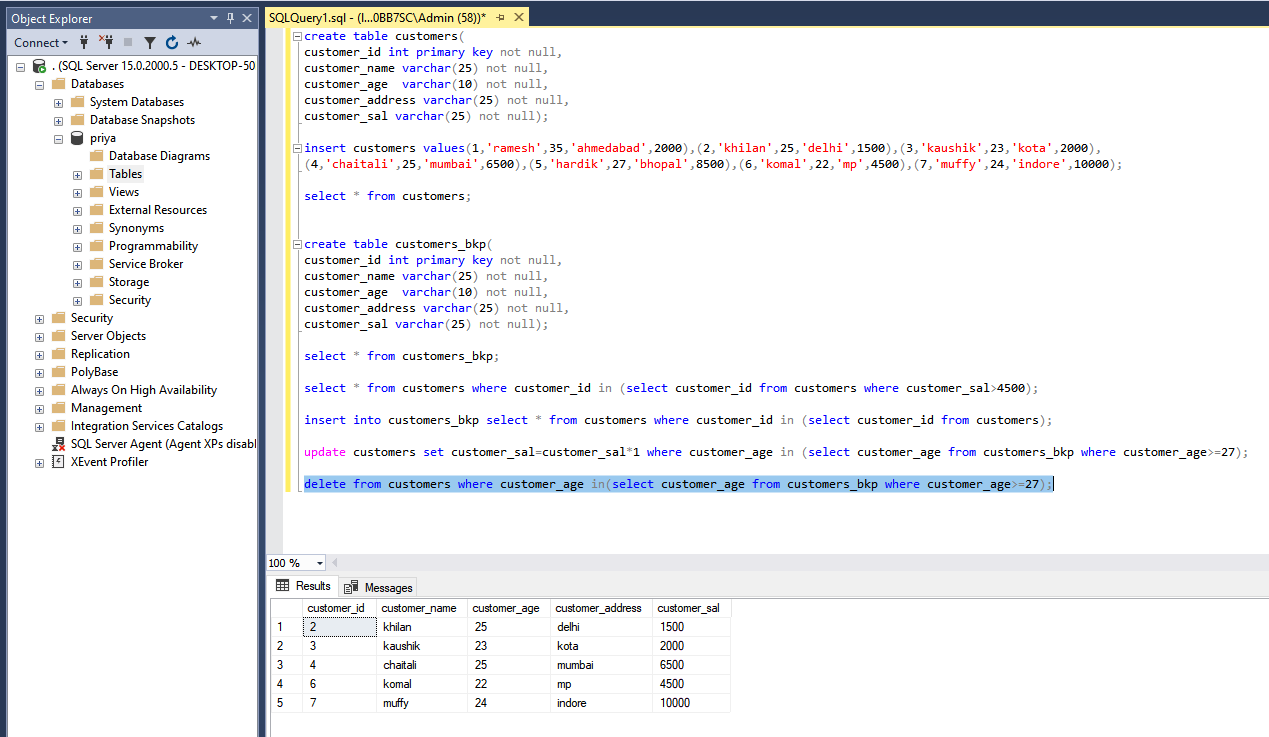 Object Explorer
Connect
. (SQL Server 15.0.2000.5 - DESKTOP-50
Databases
System Databases
Database Snapshots
priya
Database Diagrams
Tables
Views
External Resources
Synonyms
Programmability
Service Broker
Storage
Security
Security
Server Objects
Replication
PolyBase
Always On High Availability
Management
Integration Services Catalogs
SQL Server Agent (Agent XPs disabl
XEvent Profiler
SQLQuery1.sql - (l...0BB7SC\Admin (58))*
create table customers(
customer_id int primary key not null,
customer_name varchar(25) not null,
customer_age  varchar(10) not null,
customer_address varchar(25) not null,
customer_sal varchar(25) not null);
insert customers values(1,'ramesh',35,'ahmedabad',2000),(2,'khilan',25,'delhi',1500),(3,'kaushik',23,'kota',2000),
(4,'chaitali',25,'mumbai',6500),(5,'hardik',27,'bhopal',8500),(6,'komal',22,'mp',4500),(7,'muffy',24,'indore',10000);
select * from customers;
create table customers_bkp(
customer_id int primary key not null,
customer_name varchar(25) not null,
customer_age  varchar(10) not null,
customer_address varchar(25) not null,
customer_sal varchar(25) not null);
select * from customers_bkp;
select * from customers where customer_id in (select customer_id from customers where customer_sal>4500);
insert into customers_bkp select * from customers where customer_id in (select customer_id from customers);
update customers set customer_sal=customer_sal*1 where customer_age in (select customer_age from customers_bkp where customer_age>=27);
delete from customers where customer_age in(select customer_age from customers_bkp where customer_age>=27);
100 %
Results Messages
customer_id customer_name customer_age customer_address customer_sal
1 2 khilan 25 delhi 1500
2 3 kaushik 23 kota 2000
3 4 chaitali 25 mumbai 6500
4 6 komal 22 mp 4500
5 7 muffy 24 indore 10000